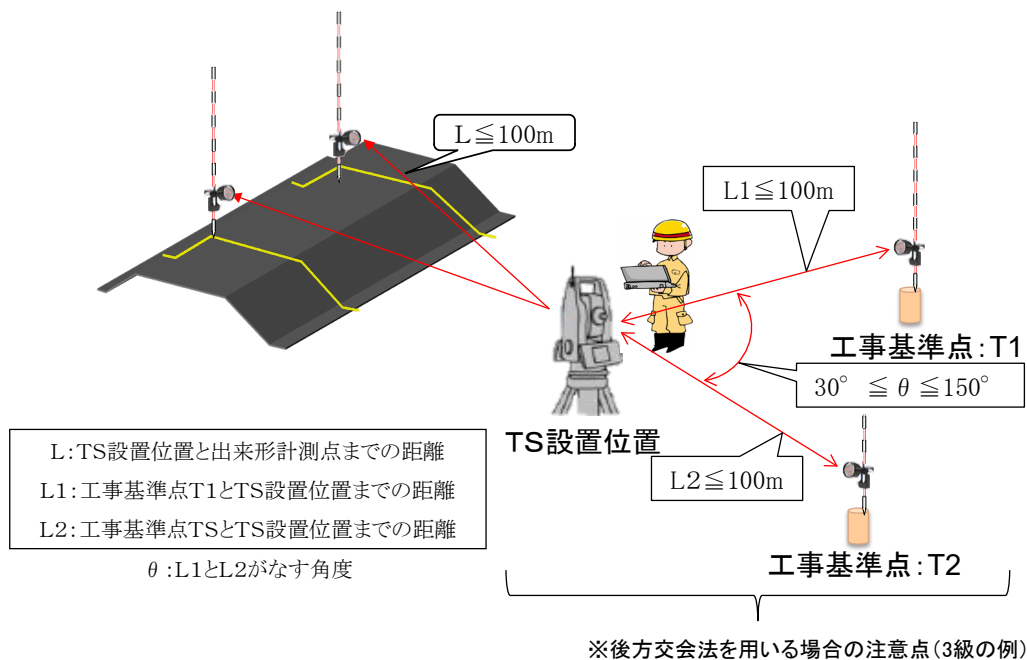 L≦100m
L1≦100m
工事基準点:T1
30° ≦θ≦150°
TS設置位置
L2≦100m
工事基準点:T2
L:TS設置位置と出来形計測点までの距離
L1:工事基準点T1とTS設置位置までの距離
L2:工事基準点TSとTS設置位置までの距離
θ:L1とL2がなす角度
※後方交会法を用いる場合の注意点(3級の例)